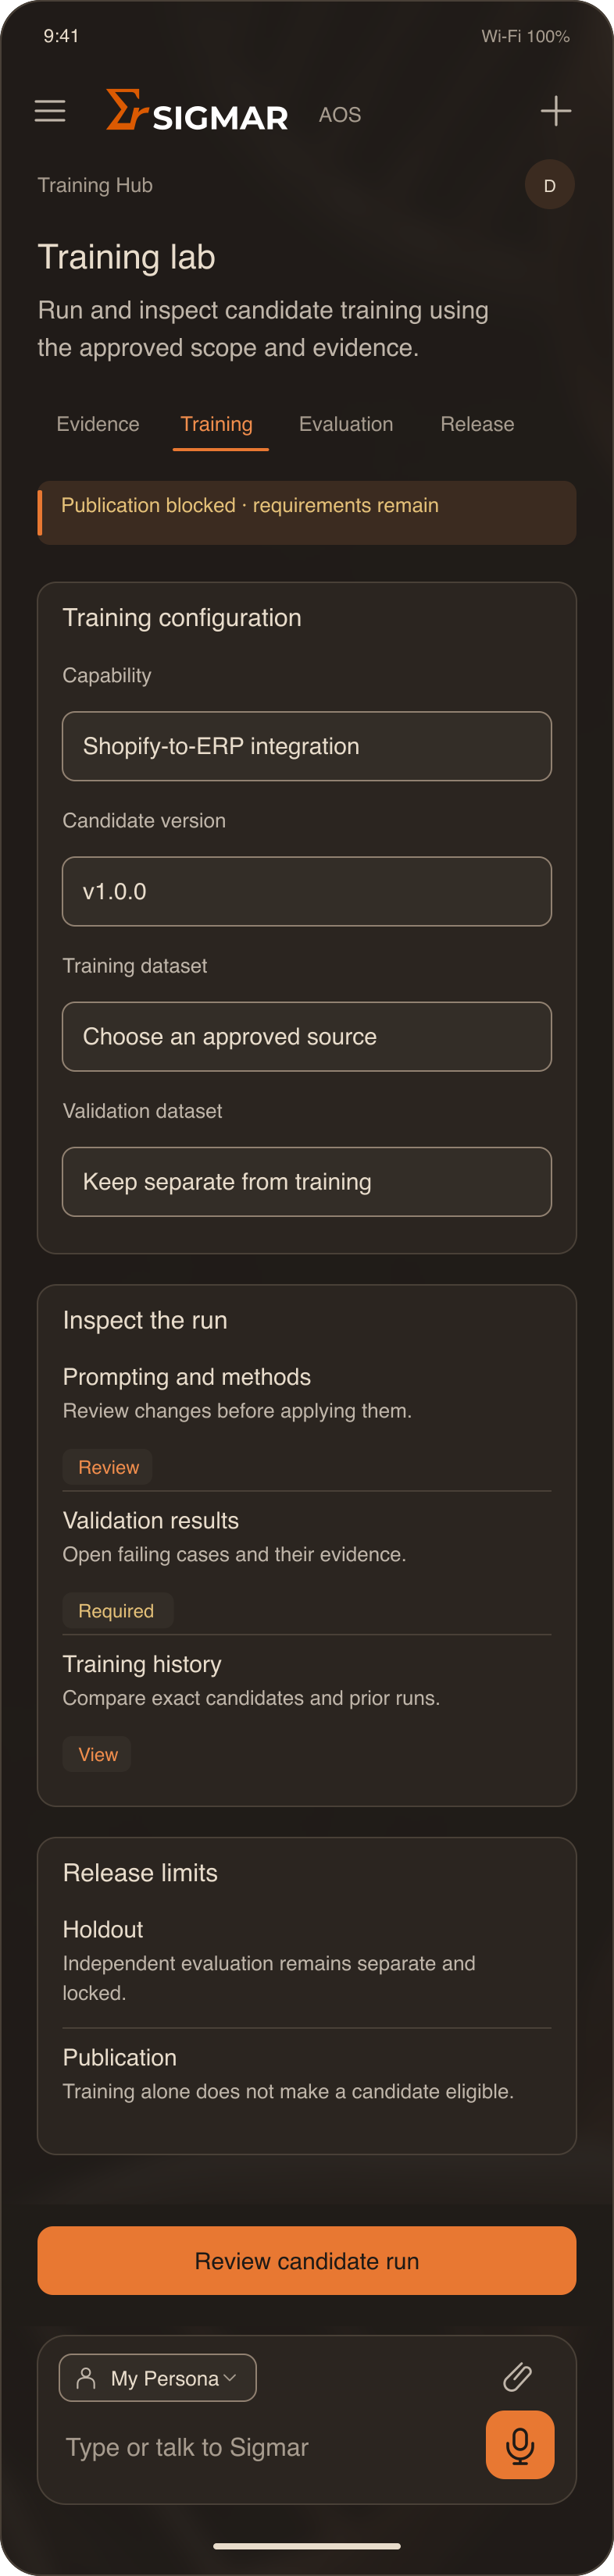 9:41
Wi-Fi 100%
Σr SIGMAR AOS
Training Hub
D
Training lab
Run and inspect candidate training using
the approved scope and evidence.
Evidence Training Evaluation Release
Publication blocked · requirements remain
Training configuration
Capability
Shopify-to-ERP integration
Candidate version
v1.0.0
Training dataset
Choose an approved source
Validation dataset
Keep separate from training
Inspect the run
Prompting and methods
Review changes before applying them.
Review
Validation results
Open failing cases and their evidence.
Required
Training history
Compare exact candidates and prior runs.
View
Release limits
Holdout
Independent evaluation remains separate and
locked.
Publication
Training alone does not make a candidate eligible.
Review candidate run
My Persona
Type or talk to Sigmar